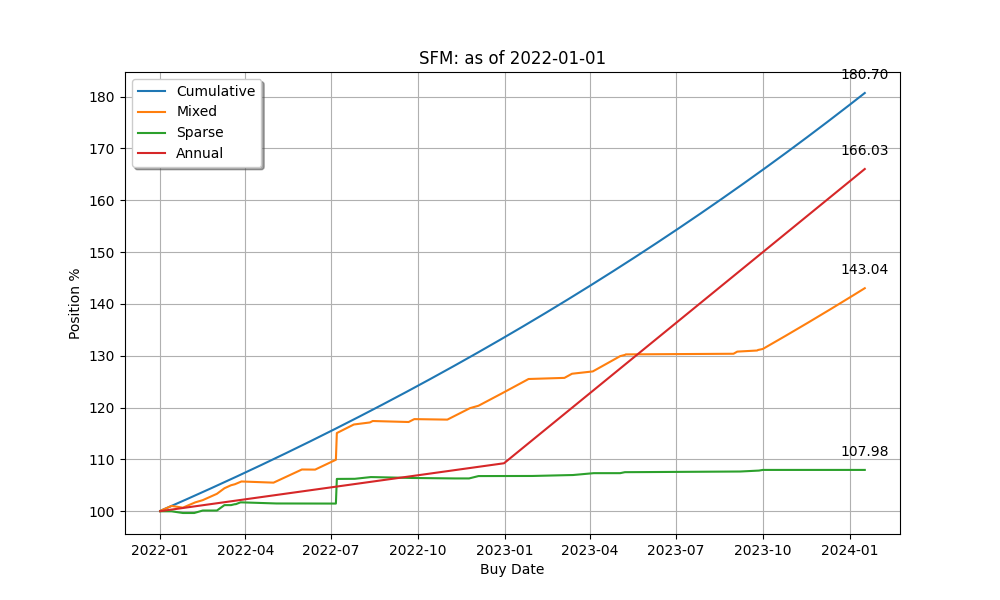 SFM: as of 2022-01-01
Cumulative
Mixed
Sparse
Annual
180.70
166.03
143.04
107.98
Position %
180
170
160
150
140
130
120
110
100
2022-01 2022-04 2022-07 2022-10 2023-01 2023-04 2023-07 2023-10 2024-01
Buy Date